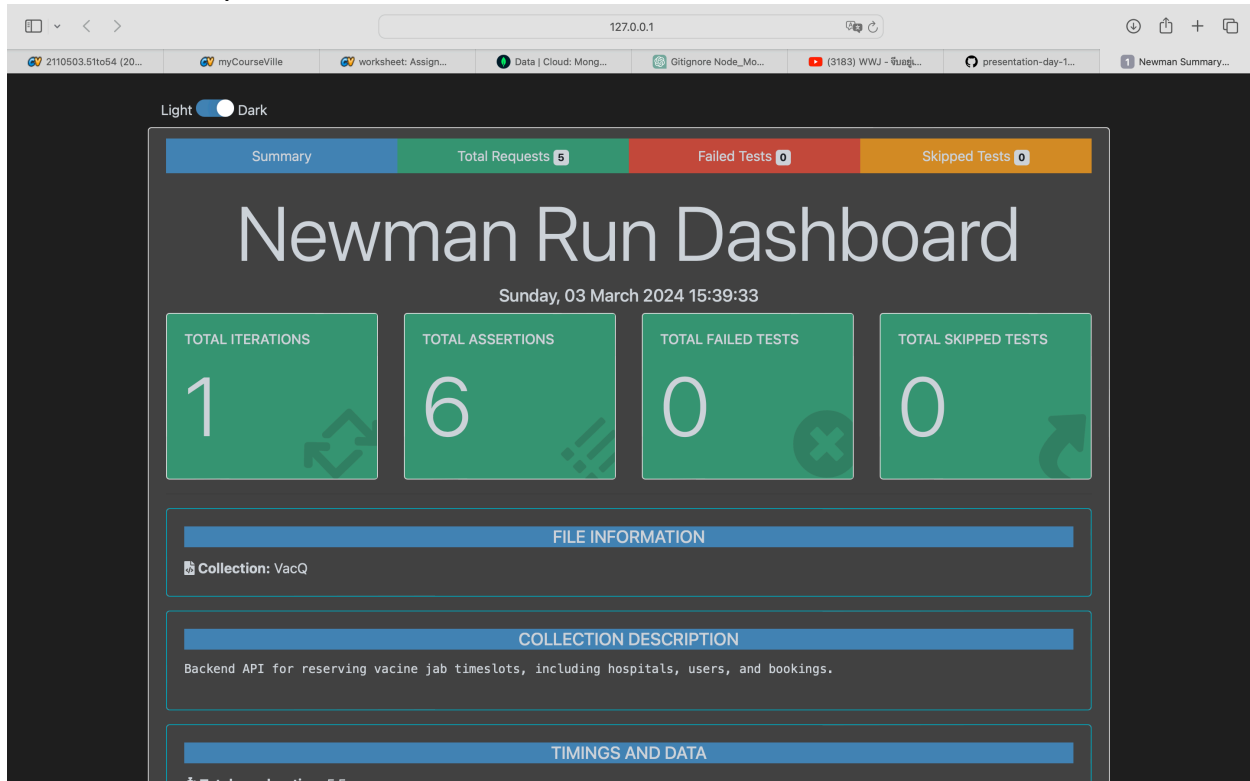 127.0.0.1
2110503.51to54 (20...
myCourseVille
worksheet: Assign...
Data | Cloud: Mong...
Gitignore Node_Mo...
(3183) WWJ - จีบอยู่เ...
presentation-day-1...
1 Newman Summary...
Light Dark
Summary
Total Requests 5
Failed Tests 0
Skipped Tests 0
Newman Run Dashboard
Sunday, 03 March 2024 15:39:33
TOTAL ITERATIONS
1
TOTAL ASSERTIONS
6
TOTAL FAILED TESTS
0
TOTAL SKIPPED TESTS
0
FILE INFORMATION
Collection: VacQ
COLLECTION DESCRIPTION
Backend API for reserving vacine jab timeslots, including hospitals, users, and bookings.
TIMINGS AND DATA